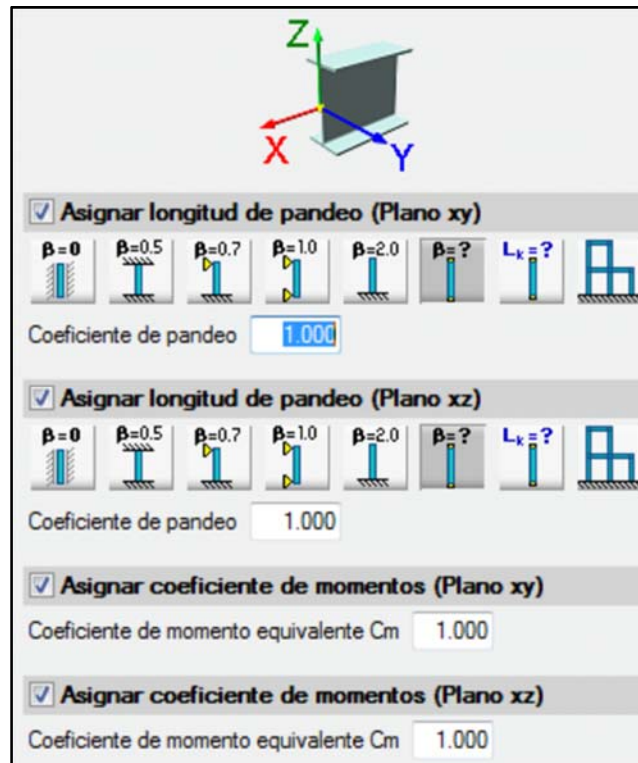 Z
X
Y
Asignar longitud de pandeo (Plano xy)
β=0 β=0.5 β=0.7 β=1.0 β=2.0 β=? Lk=?
Coeficiente de pandeo 1.000
Asignar longitud de pandeo (Plano xz)
β=0 β=0.5 β=0.7 β=1.0 β=2.0 β=? Lk=?
Coeficiente de pandeo 1.000
Asignar coeficiente de momentos (Plano xy)
Coeficiente de momento equivalente Cm 1.000
Asignar coeficiente de momentos (Plano xz)
Coeficiente de momento equivalente Cm 1.000